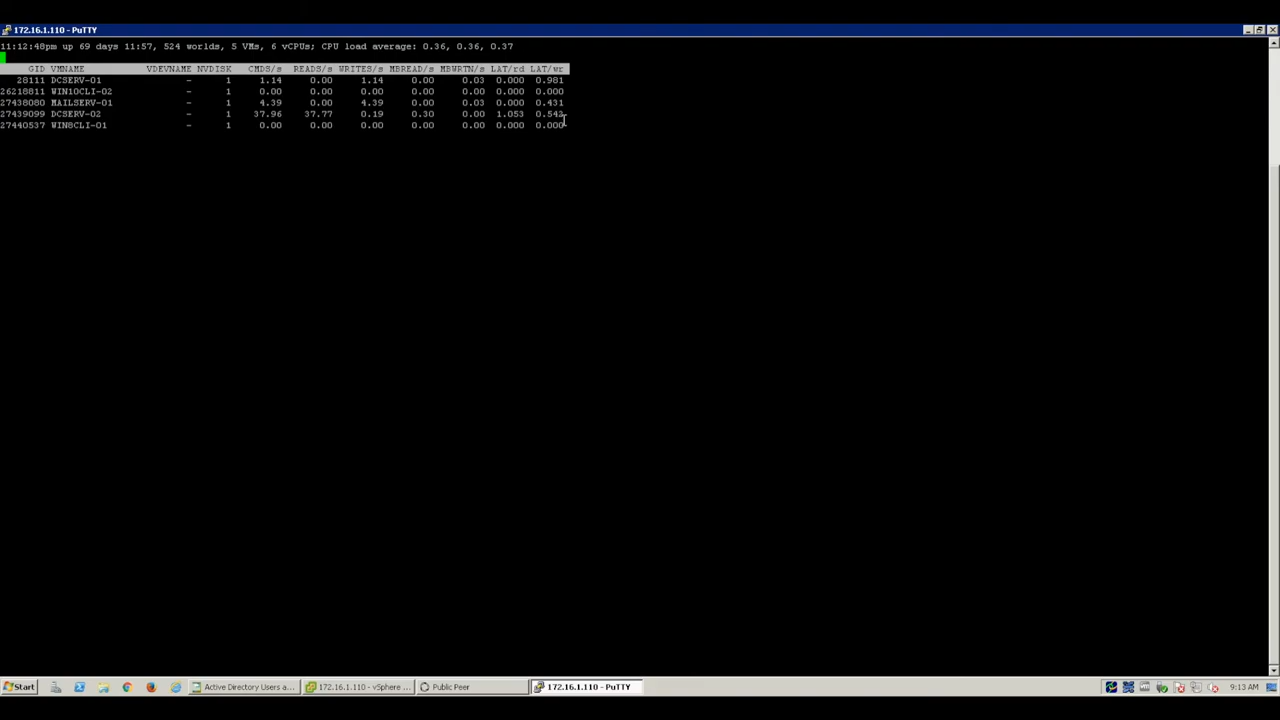 172.16.1.110 - PuTTY
11:12:48pm up 69 days 11:57, 524 worlds, 5 VMs, 6 vCPUs; CPU load average: 0.36, 0.36, 0.37
GID VMNAME VDEVNAME NVDISK CMDS/s READS/s WRITES/s MBREAD/s MBWRTN/s LAT/rd LAT/wr
28111 DCSERV-01 - 1 1.14 0.00 1.14 0.00 0.03 0.000 0.981
26218811 WIN10CLI-02 - 1 0.00 0.00 0.00 0.00 0.00 0.000 0.000
27438080 MAILSERV-01 - 1 4.39 0.00 4.39 0.00 0.03 0.000 0.431
27439099 DCSERV-02 - 1 37.96 37.77 0.19 0.30 0.00 1.053 0.543
27440537 WIN8CLI-01 - 1 0.00 0.00 0.00 0.00 0.00 0.000 0.000
Start Active Directory Users a... 172.16.1.110 - vSphere ... Public Peer 172.16.1.110 - PuTTY 9:13 AM